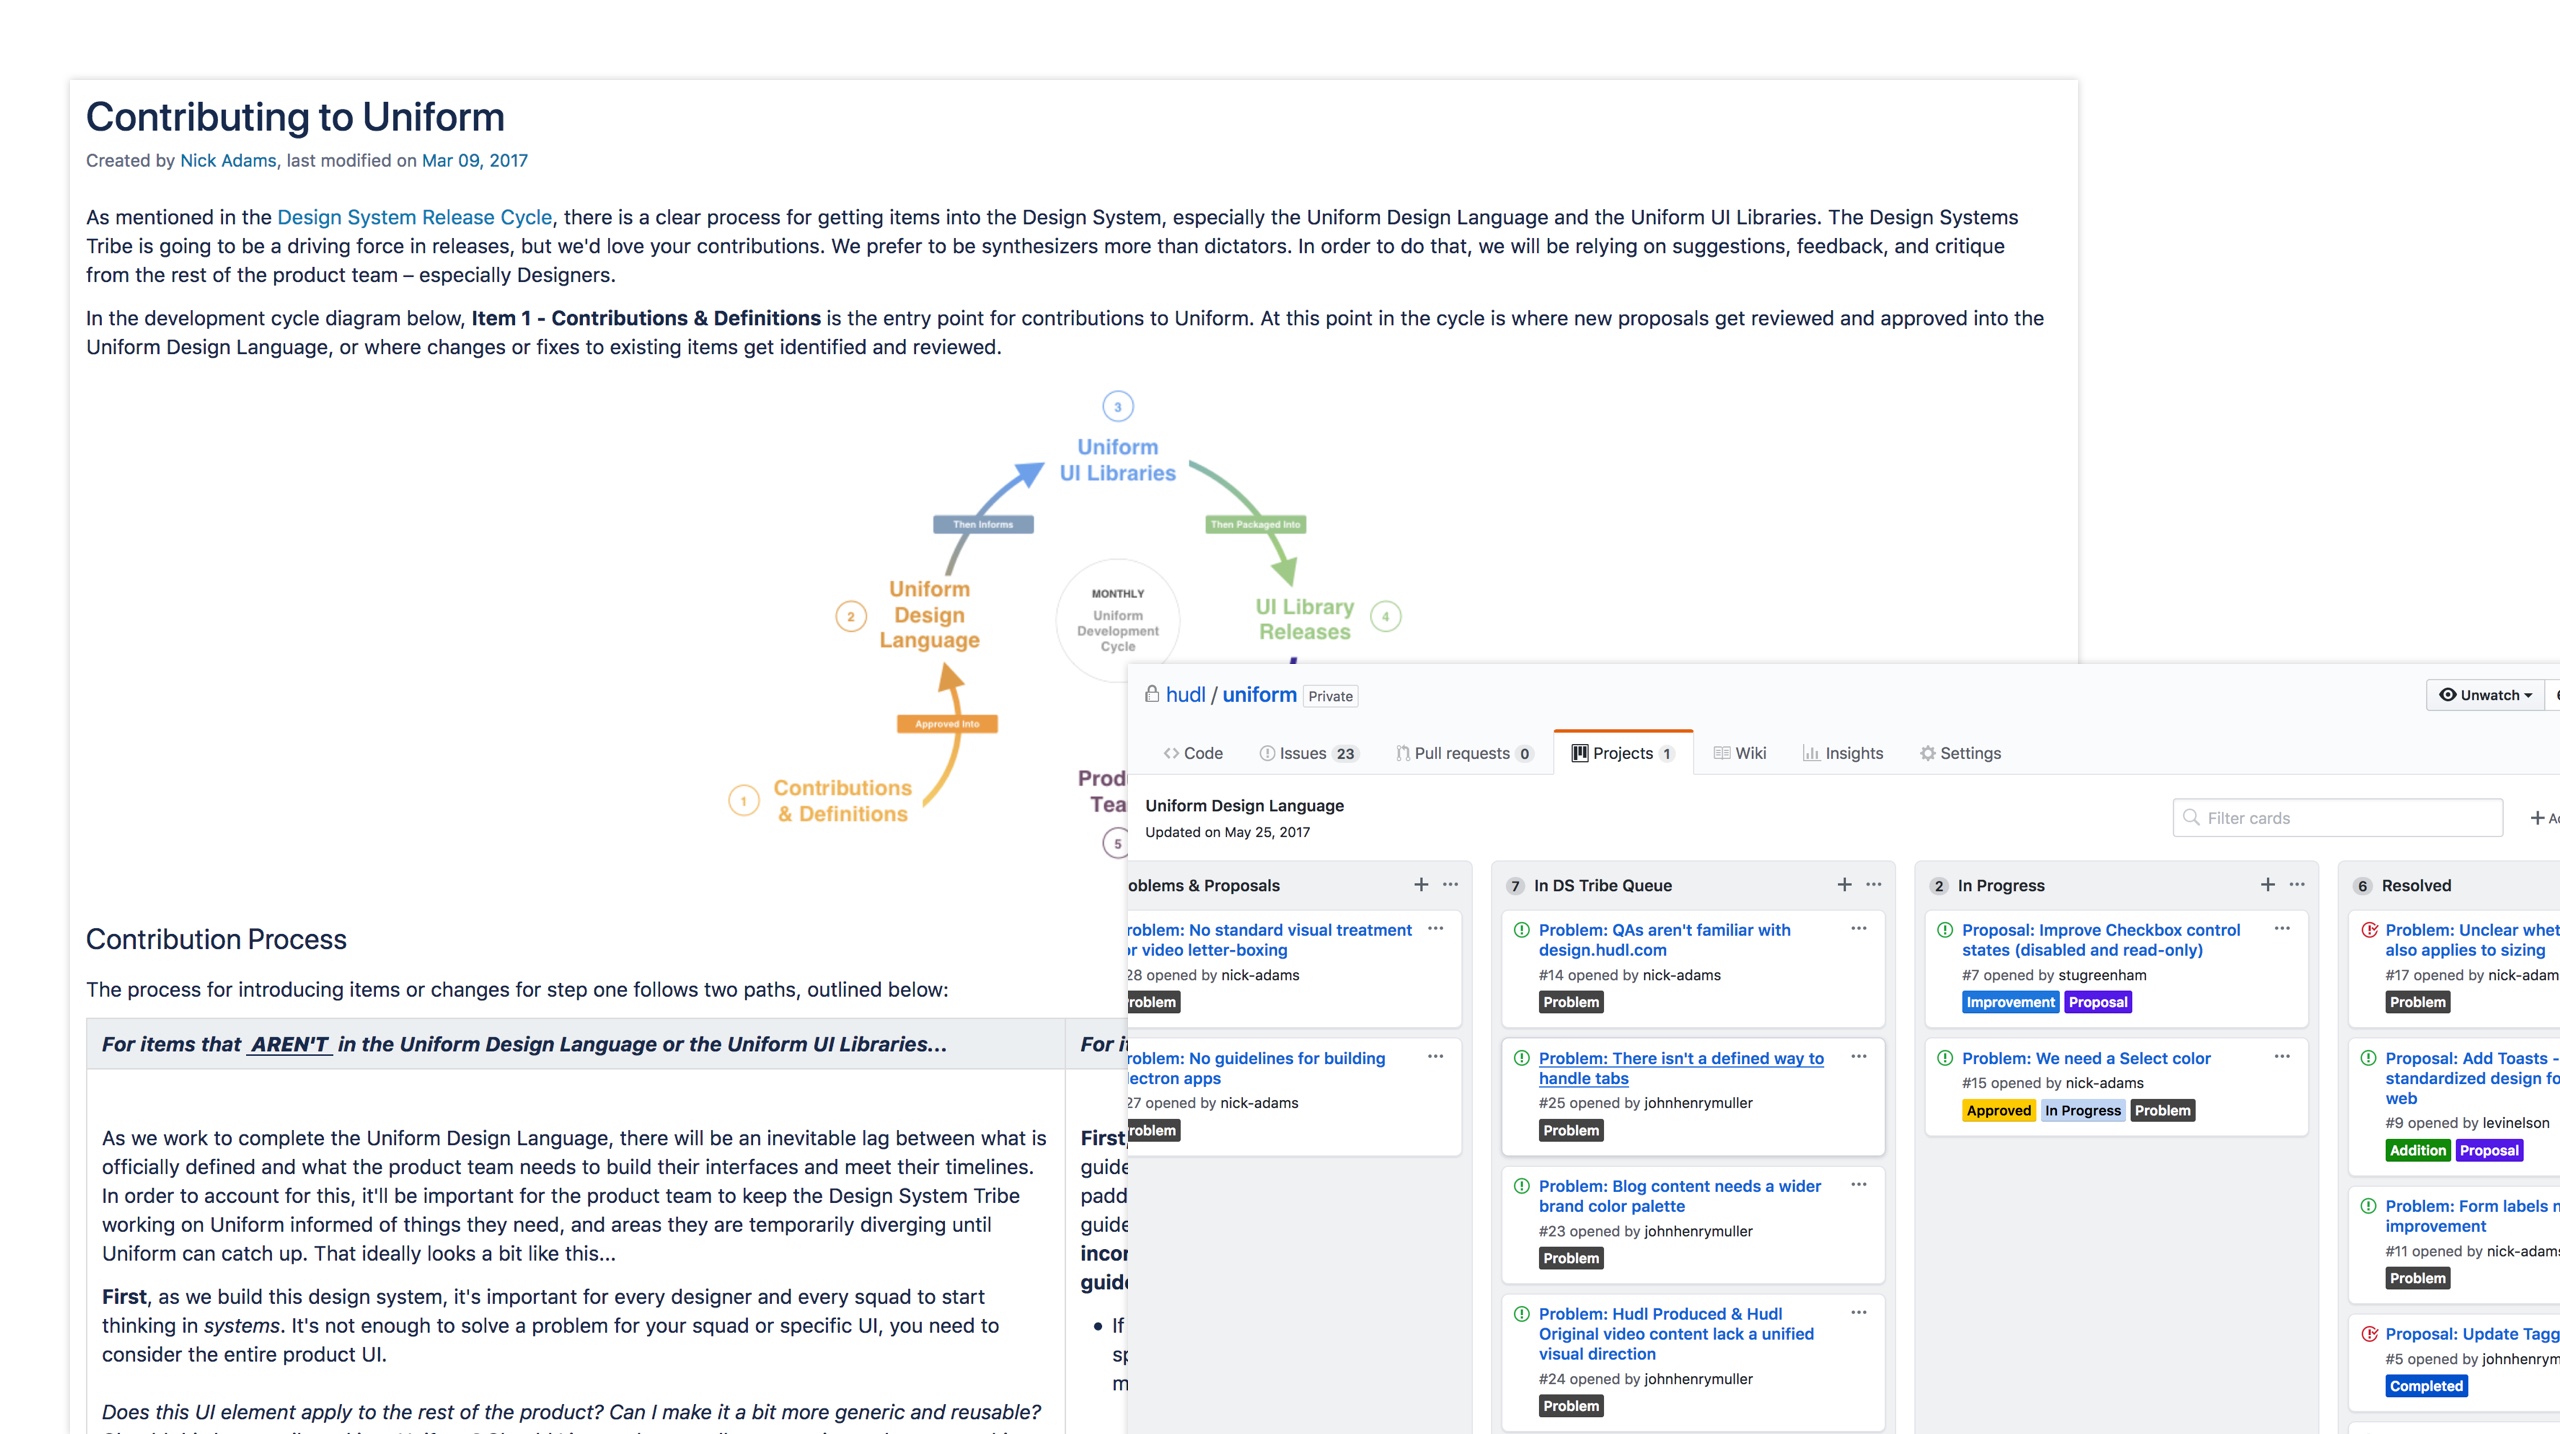 Contributing to Uniform
Created by Nick Adams, last modified on Mar 09, 2017
As mentioned in the Design System Release Cycle, there is a clear process for getting items into the Design System, especially the Uniform Design Language and the Uniform UI Libraries. The Design Systems
Tribe is going to be a driving force in releases, but we'd love your contributions. We prefer to be synthesizers more than dictators. In order to do that, we will be relying on suggestions, feedback, and critique
from the rest of the product team – especially Designers.
In the development cycle diagram below, Item 1 - Contributions & Definitions is the entry point for contributions to Uniform. At this point in the cycle is where new proposals get reviewed and approved into the
Uniform Design Language, or where changes or fixes to existing items get identified and reviewed.
3
Uniform
UI Libraries
Then Informs
Then Packaged Into
2
Uniform
Design
Language
MONTHLY
Uniform
Development
Cycle
UI Library
Releases
4
Approved Into
1
Contributions
& Definitions
Prod
Tea
5
Contribution Process
The process for introducing items or changes for step one follows two paths, outlined below:
For items that AREN'T in the Uniform Design Language or the Uniform UI Libraries...
As we work to complete the Uniform Design Language, there will be an inevitable lag between what is
officially defined and what the product team needs to build their interfaces and meet their timelines.
In order to account for this, it'll be important for the product team to keep the Design System Tribe
working on Uniform informed of things they need, and areas they are temporarily diverging until
Uniform can catch up. That ideally looks a bit like this...
First, as we build this design system, it's important for every designer and every squad to start
thinking in systems. It's not enough to solve a problem for your squad or specific UI, you need to
consider the entire product UI.
Does this UI element apply to the rest of the product? Can I make it a bit more generic and reusable?
For it
First,
guide
padd
guide
incor
guide
If
sp
m
hudl / uniform Private
Unwatch
Code
Issues 23
Pull requests 0
Projects 1
Wiki
Insights
Settings
Uniform Design Language
Updated on May 25, 2017
Filter cards
+ Ad
oblems & Proposals
roblem: No standard visual treatment
or video letter-boxing
28 opened by nick-adams
roblem
roblem: No guidelines for building
lectron apps
27 opened by nick-adams
roblem
7 In DS Tribe Queue
Problem: QAs aren't familiar with
design.hudl.com
#14 opened by nick-adams
Problem
Problem: There isn't a defined way to
handle tabs
#25 opened by johnhenrymuller
Problem
Problem: Blog content needs a wider
brand color palette
#23 opened by johnhenrymuller
Problem
Problem: Hudl Produced & Hudl
Original video content lack a unified
visual direction
#24 opened by johnhenrymuller
Problem
2 In Progress
Proposal: Improve Checkbox control
states (disabled and read-only)
#7 opened by stugreenham
Improvement Proposal
Problem: We need a Select color
#15 opened by nick-adams
Approved In Progress Problem
6 Resolved
Problem: Unclear whet
also applies to sizing
#17 opened by nick-adam
Problem
Proposal: Add Toasts -
standardized design fo
web
#9 opened by levinelson
Addition Proposal
Problem: Form labels n
improvement
#11 opened by nick-adam
Problem
Proposal: Update Tagg
#5 opened by johnhenrym
Completed